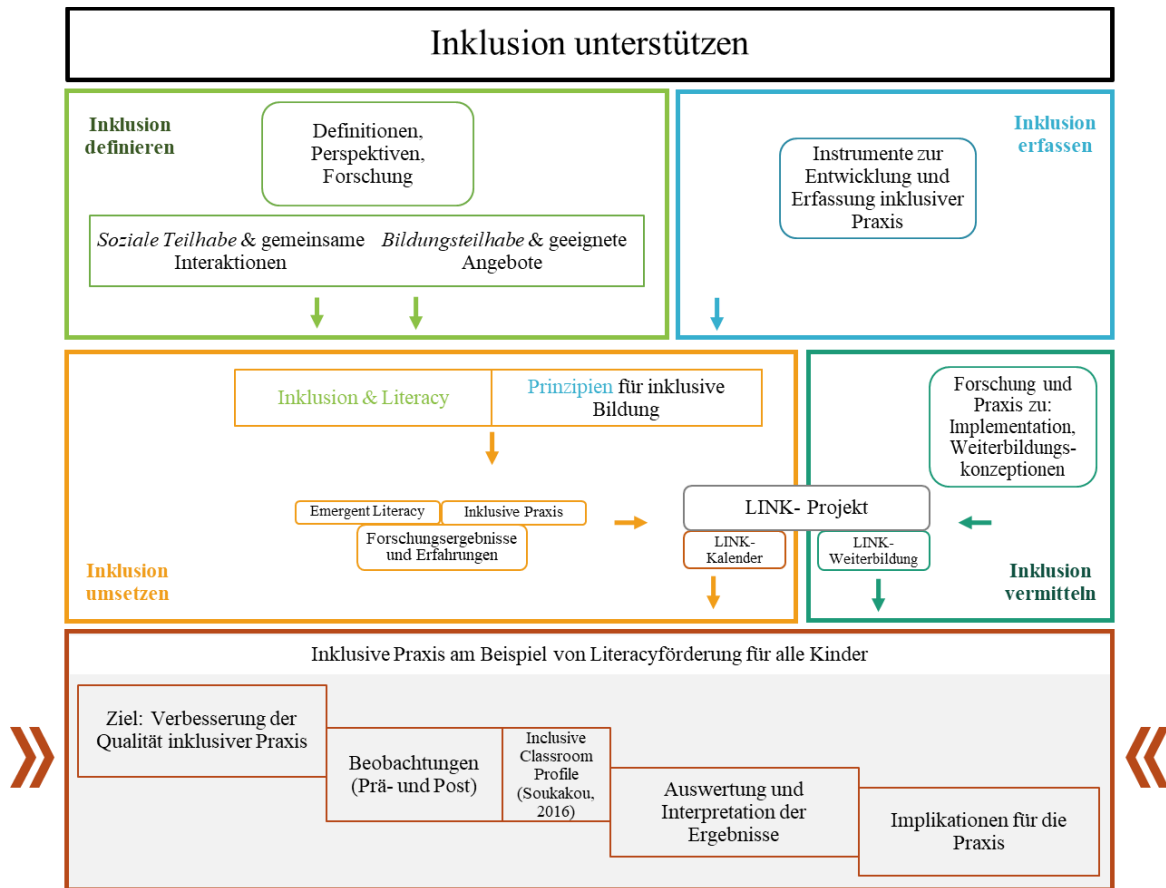 Inklusion unterstützen
Inklusion
definieren
Definitionen,
Perspektiven,
Forschung
Soziale Teilhabe & gemeinsame
Interaktionen
Bildungsteilhabe & geeignete
Angebote
Inklusion
erfassen
Instrumente zur
Entwicklung und
Erfassung inklusiver
Praxis
Inklusion & Literacy
Prinzipien für inklusive
Bildung
Emergent Literacy
Inklusive Praxis
Forschungsergebnisse
und Erfahrungen
Inklusion
umsetzen
Forschung und
Praxis zu:
Implementation,
Weiterbildungs-
konzeptionen
LINK- Projekt
LINK-
Kalender
LINK-
Weiterbildung
Inklusion
vermitteln
Inklusive Praxis am Beispiel von Literacyförderung für alle Kinder
Ziel: Verbesserung der
Qualität inklusiver Praxis
Beobachtungen
(Prä- und Post)
Inclusive
Classroom
Profile
(Soukakou,
2016)
Auswertung und
Interpretation der
Ergebnisse
Implikationen für die
Praxis